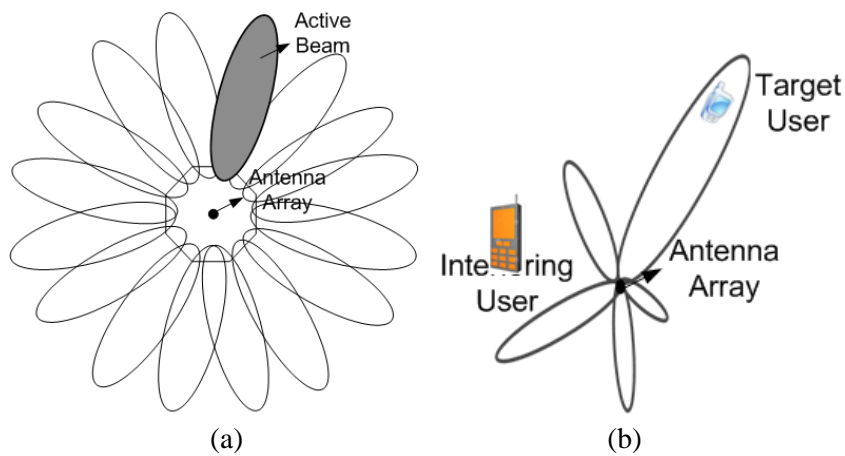 Active
Beam
Antenna
Array
(a)
Target
User
Interfering
User
Antenna
Array
(b)